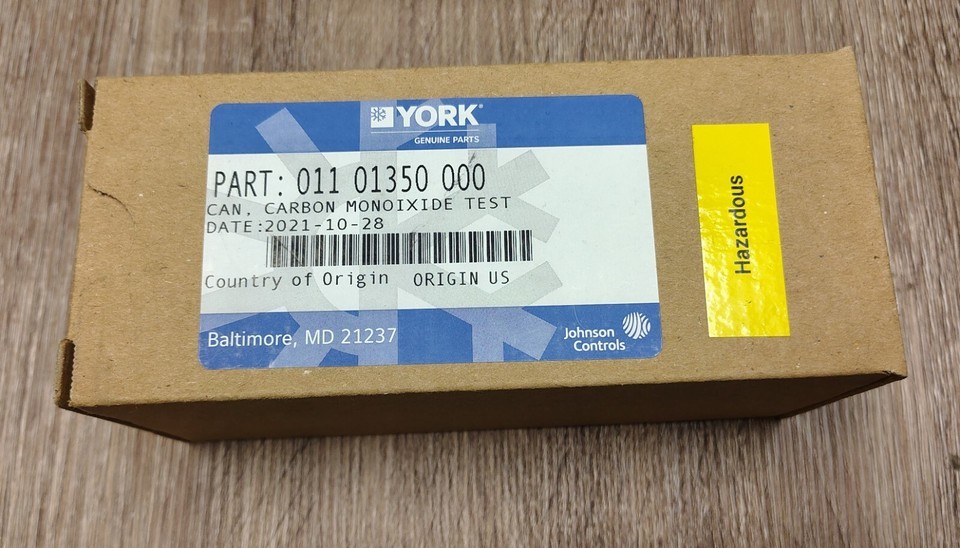 YORK®
GENUINE PARTS
PART: 011 01350 000
CAN, CARBON MONOIXIDE TEST
DATE:2021-10-28
Country of Origin ORIGIN US
Baltimore, MD 21237
Johnson
Controls
Hazardous